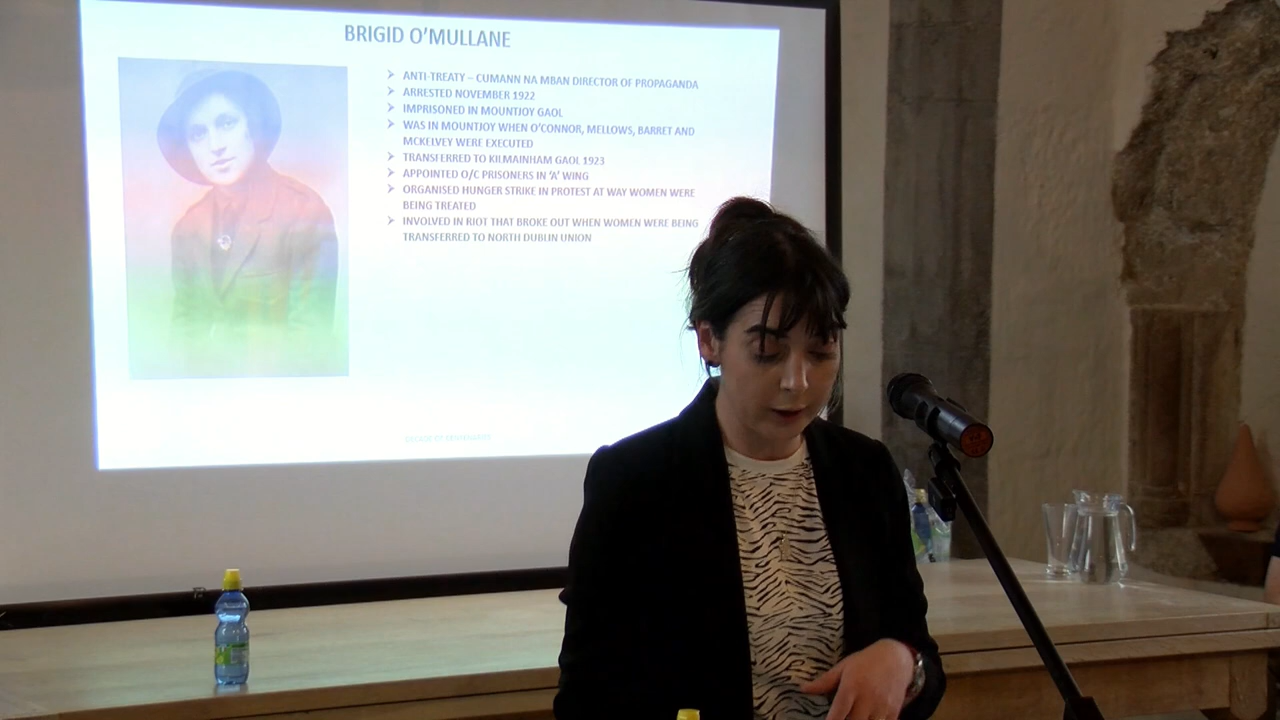 BRIGID O'MULLANE
ANTI-TREATY – CUMANN NA MBAN DIRECTOR OF PROPAGANDA
ARRESTED NOVEMBER 1922
IMPRISONED IN MOUNTJOY GAOL
WAS IN MOUNTJOY WHEN O'CONNOR, MELLOWS, BARRET AND
MCKELVEY WERE EXECUTED
TRANSFERRED TO KILMAINHAM GAOL 1923
APPOINTED O/C PRISONERS IN 'A' WING
ORGANISED HUNGER STRIKE IN PROTEST AT WAY WOMEN WERE
BEING TREATED
INVOLVED IN RIOT THAT BROKE OUT WHEN WOMEN WERE BEING
TRANSFERRED TO NORTH DUBLIN UNION